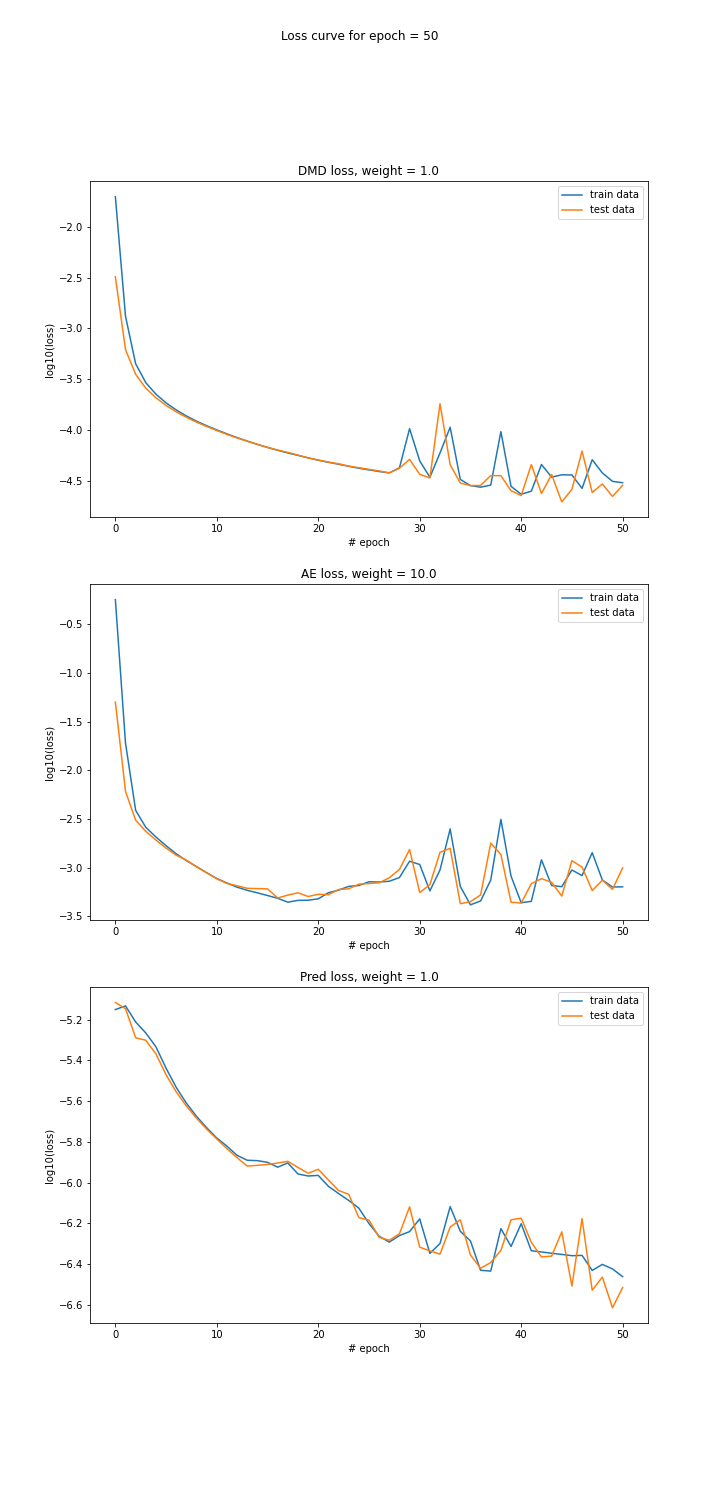 Loss curve for epoch = 50
DMD loss, weight = 1.0
train data
test data
−2.0
−2.5
−3.0
−3.5
−4.0
−4.5
log10(loss)
0 10 20 30 40 50
# epoch
AE loss, weight = 10.0
train data
test data
−0.5
−1.0
−1.5
−2.0
−2.5
−3.0
−3.5
log10(loss)
0 10 20 30 40 50
# epoch
Pred loss, weight = 1.0
train data
test data
−5.2
−5.4
−5.6
−5.8
−6.0
−6.2
−6.4
−6.6
log10(loss)
0 10 20 30 40 50
# epoch